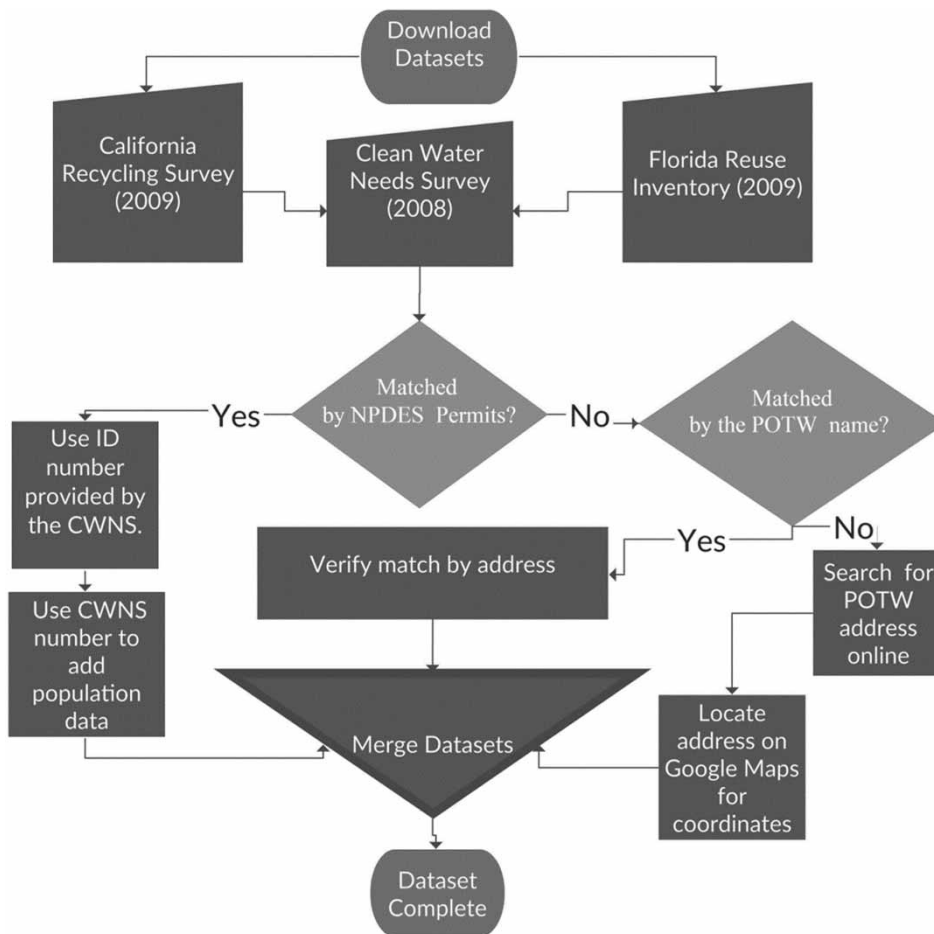 Download
Datasets
California
Recycling Survey
(2009)
Clean Water
Needs Survey
(2008)
Florida Reuse
Inventory (2009)
Matched
by NPDES Permits?
Yes
No
Matched
by the POTW name?
Use ID
number
provided by
the CWNS.
Yes
No
Verify match by address
Search for
POTW
address
online
Use CWNS
number to
add
population
data
Merge Datasets
Locate
address on
Google Maps
for
coordinates
Dataset
Complete